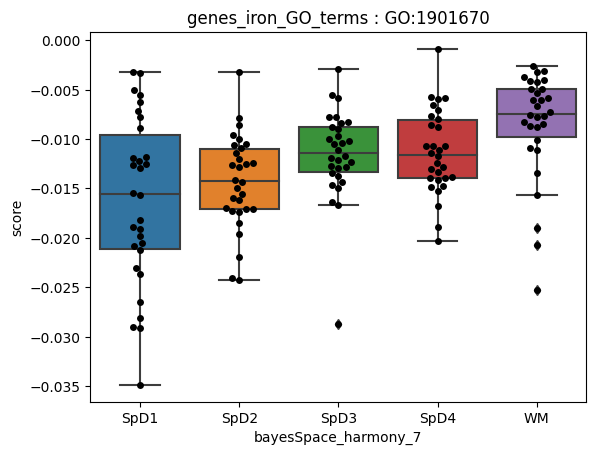 genes_iron_GO_terms : GO:1901670
0.000
−0.005
−0.010
−0.015
−0.020
−0.025
−0.030
−0.035
score
SpD1 SpD2 SpD3 SpD4 WM
bayesSpace_harmony_7